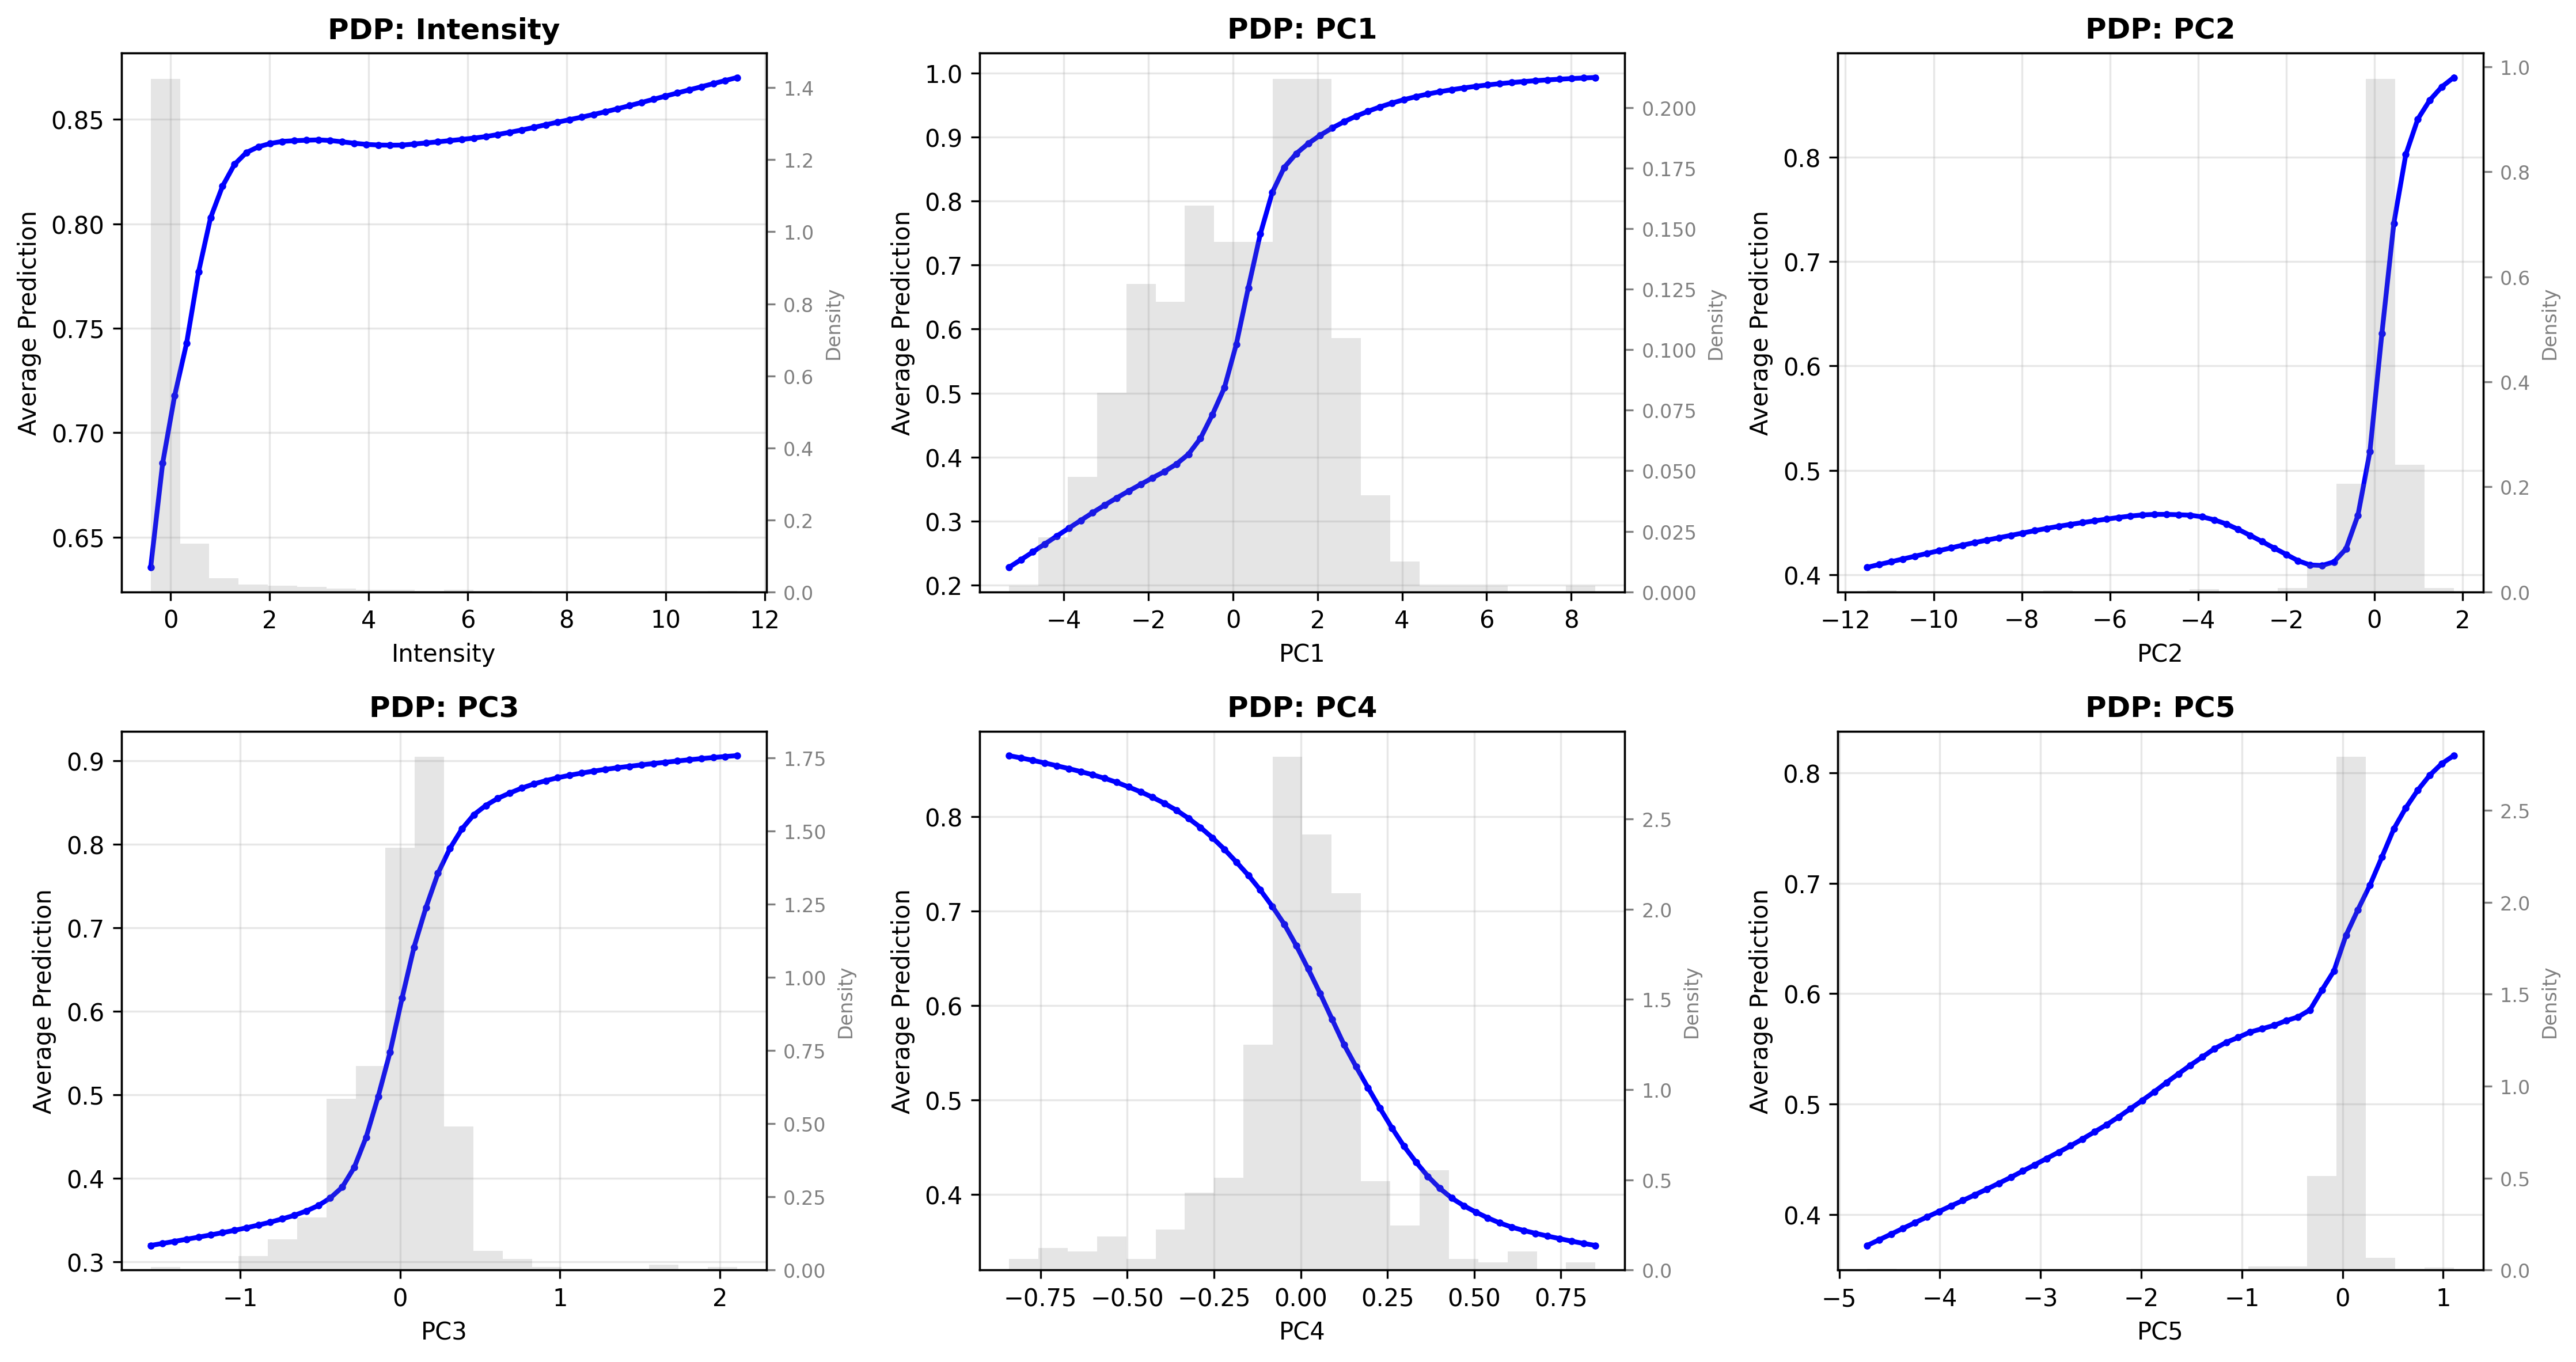 PDP: Intensity
0.85
0.80
0.75
0.70
0.65
Average Prediction
0 2 4 6 8 10 12
Intensity
1.4
1.2
1.0
0.8
0.6
0.4
0.2
0.0
Density
PDP: PC1
1.0
0.9
0.8
0.7
0.6
0.5
0.4
0.3
0.2
Average Prediction
−4 −2 0 2 4 6 8
PC1
0.200
0.175
0.150
0.125
0.100
0.075
0.050
0.025
0.000
Density
PDP: PC2
0.8
0.7
0.6
0.5
0.4
Average Prediction
−12 −10 −8 −6 −4 −2 0 2
PC2
1.0
0.8
0.6
0.4
0.2
0.0
Density
PDP: PC3
0.9
0.8
0.7
0.6
0.5
0.4
0.3
Average Prediction
−1 0 1 2
PC3
1.75
1.50
1.25
1.00
0.75
0.50
0.25
0.00
Density
PDP: PC4
0.8
0.7
0.6
0.5
0.4
Average Prediction
−0.75 −0.50 −0.25 0.00 0.25 0.50 0.75
PC4
2.5
2.0
1.5
1.0
0.5
0.0
Density
PDP: PC5
0.8
0.7
0.6
0.5
0.4
Average Prediction
−5 −4 −3 −2 −1 0 1
PC5
2.5
2.0
1.5
1.0
0.5
0.0
Density